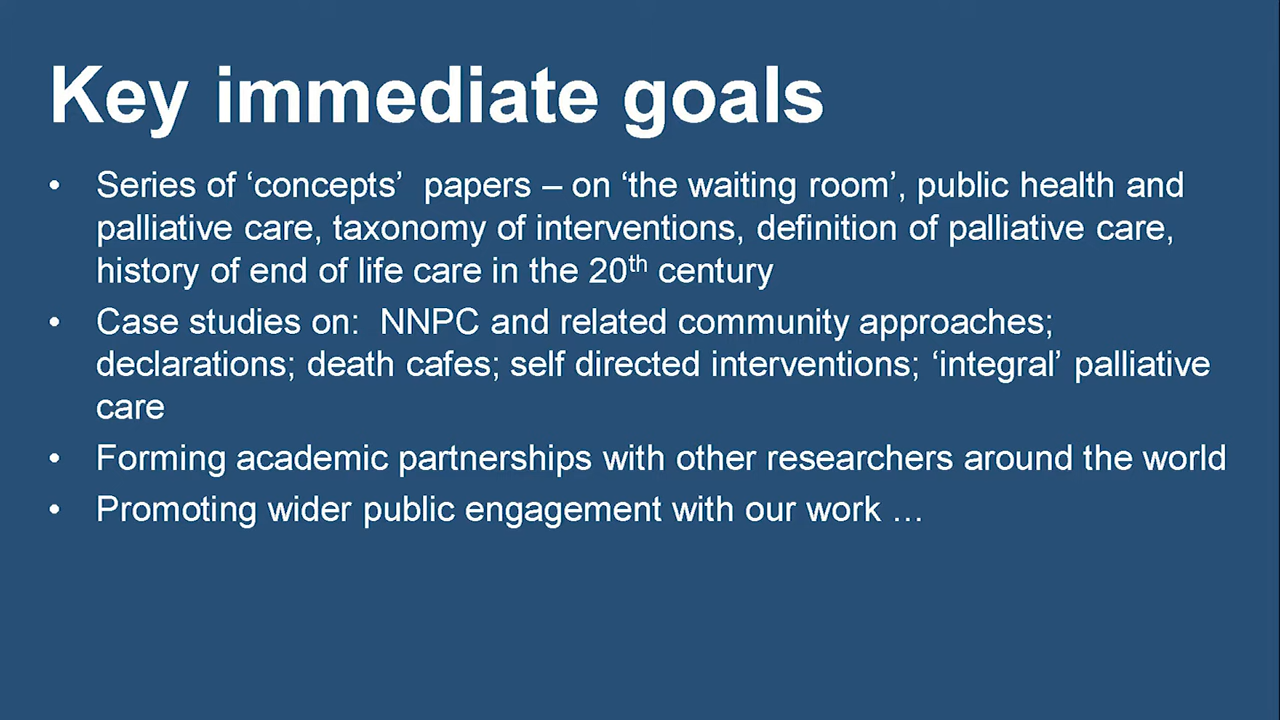 Key immediate goals
• Series of ‘concepts’  papers – on ‘the waiting room’, public health and
palliative care, taxonomy of interventions, definition of palliative care,
history of end of life care in the 20th century
• Case studies on:  NNPC and related community approaches;
declarations; death cafes; self directed interventions; ‘integral’ palliative
care
• Forming academic partnerships with other researchers around the world
• Promoting wider public engagement with our work …